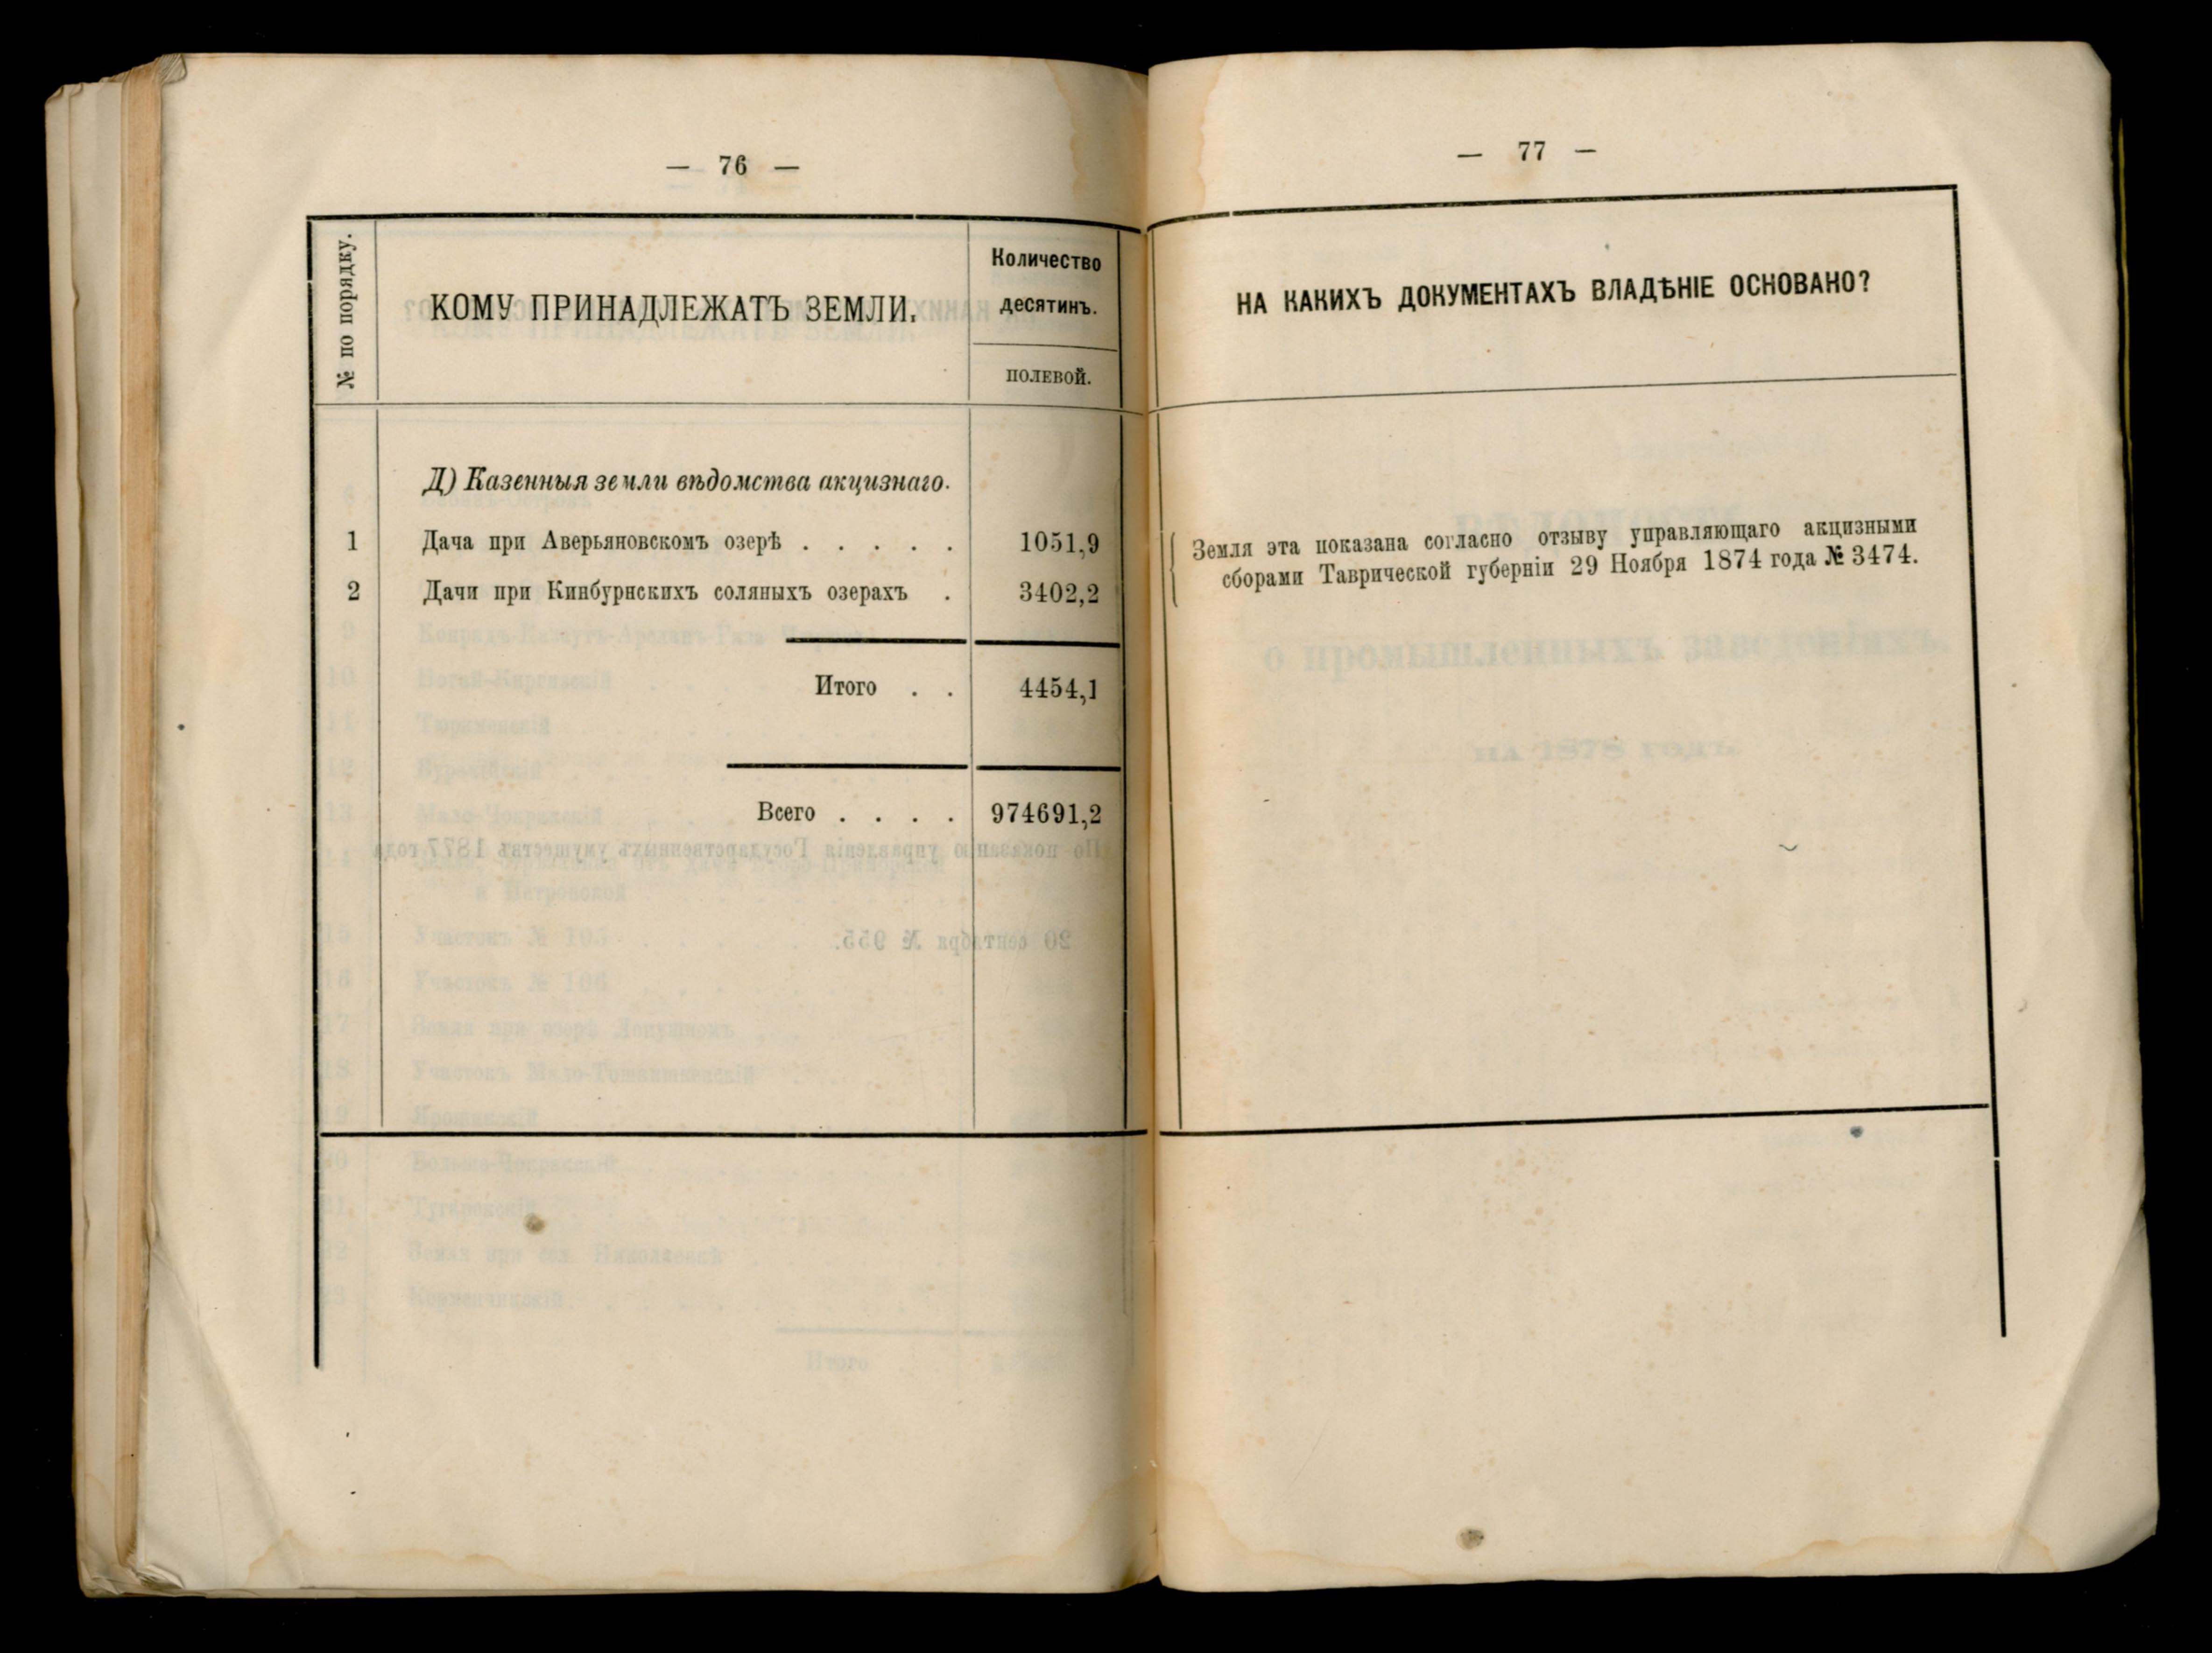 — 76 —
№ по порядку.
КОМУ ПРИНАДЛЕЖАТЪ ЗЕМЛИ.
Количество
десятинъ.
ПОЛЕВОЙ.
Д) Казенныя земли вѣдомства акцизнаго.
1 Дача при Аверьяновскомъ озерѣ . . . . . 1051,9
2 Дачи при Кинбурнскихъ соляныхъ озерахъ . 3402,2
Итого . . 4454,1
Всего . . . . 974691,2
— 77 —
НА КАКИХЪ ДОКУМЕНТАХЪ ВЛАДѢНІЕ ОСНОВАНО?
Земля эта показана согласно отзыву управляющаго акцизными
сборами Таврической губерніи 29 Ноября 1874 года № 3474.